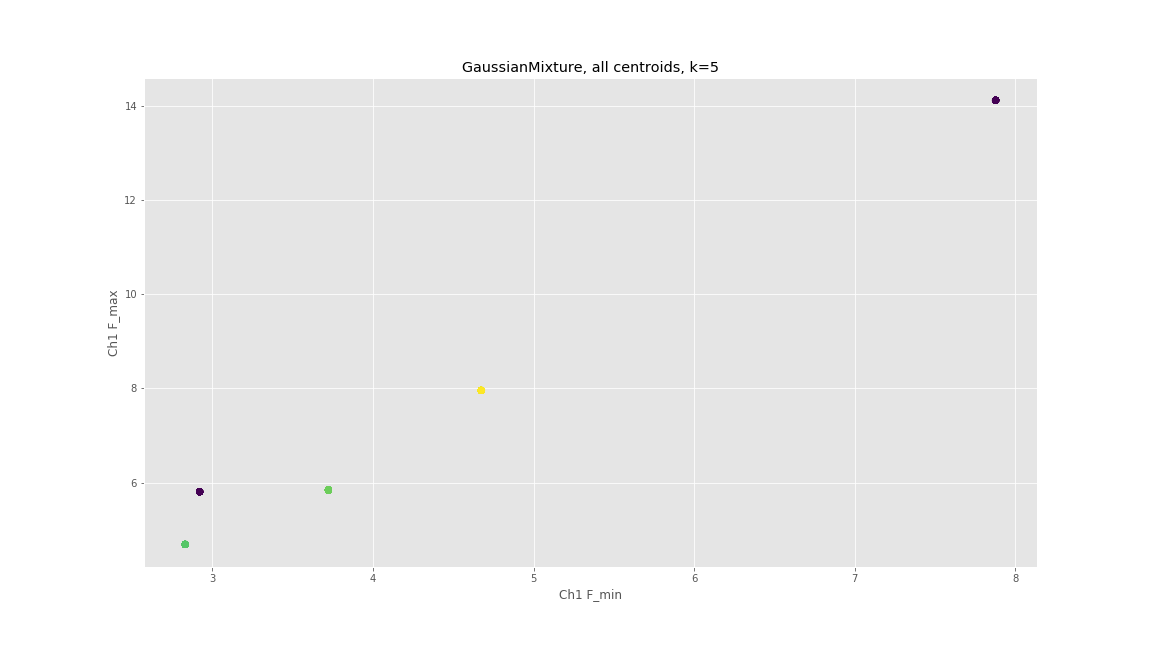 GaussianMixture, all centroids, k=5
14
12
10
8
6
Ch1 F_max
3 4 5 6 7 8
Ch1 F_min